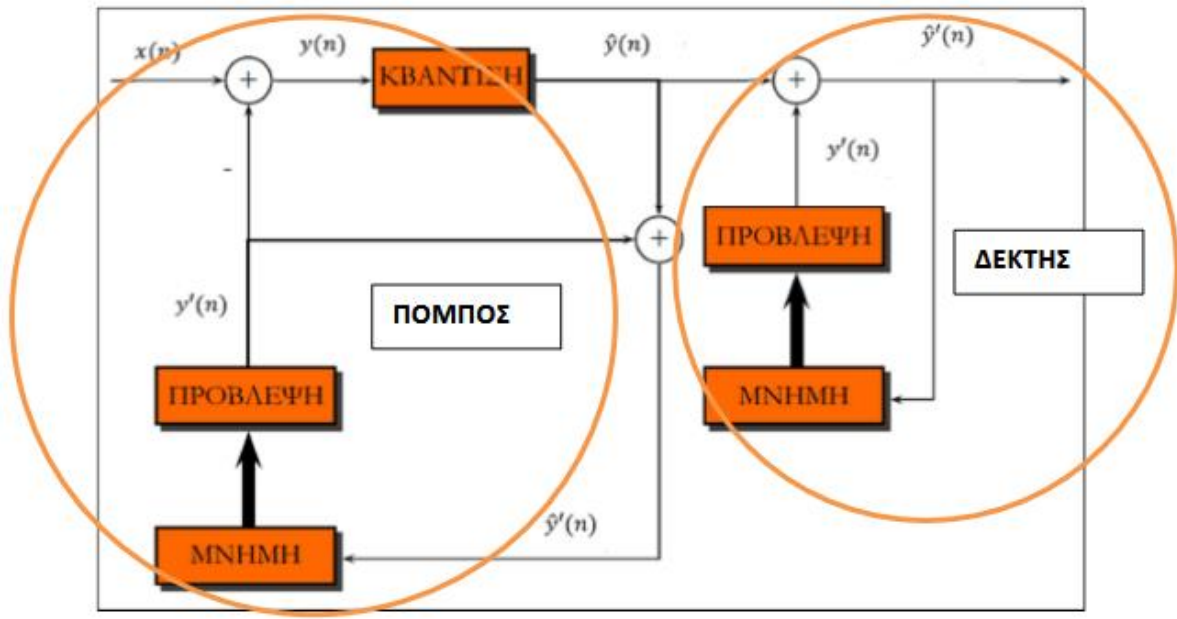 x(n)
y(n)
ŷ(n)
ŷ′(n)
+
ΚΒΑΝΤΙΣΗ
+
-
y′(n)
ΠΡΟΒΛΕΨΗ
+
ΔΕΚΤΗΣ
y′(n)
ΠΟΜΠΟΣ
ΠΡΟΒΛΕΨΗ
ΜΝΗΜΗ
ŷ′(n)
ΜΝΗΜΗ